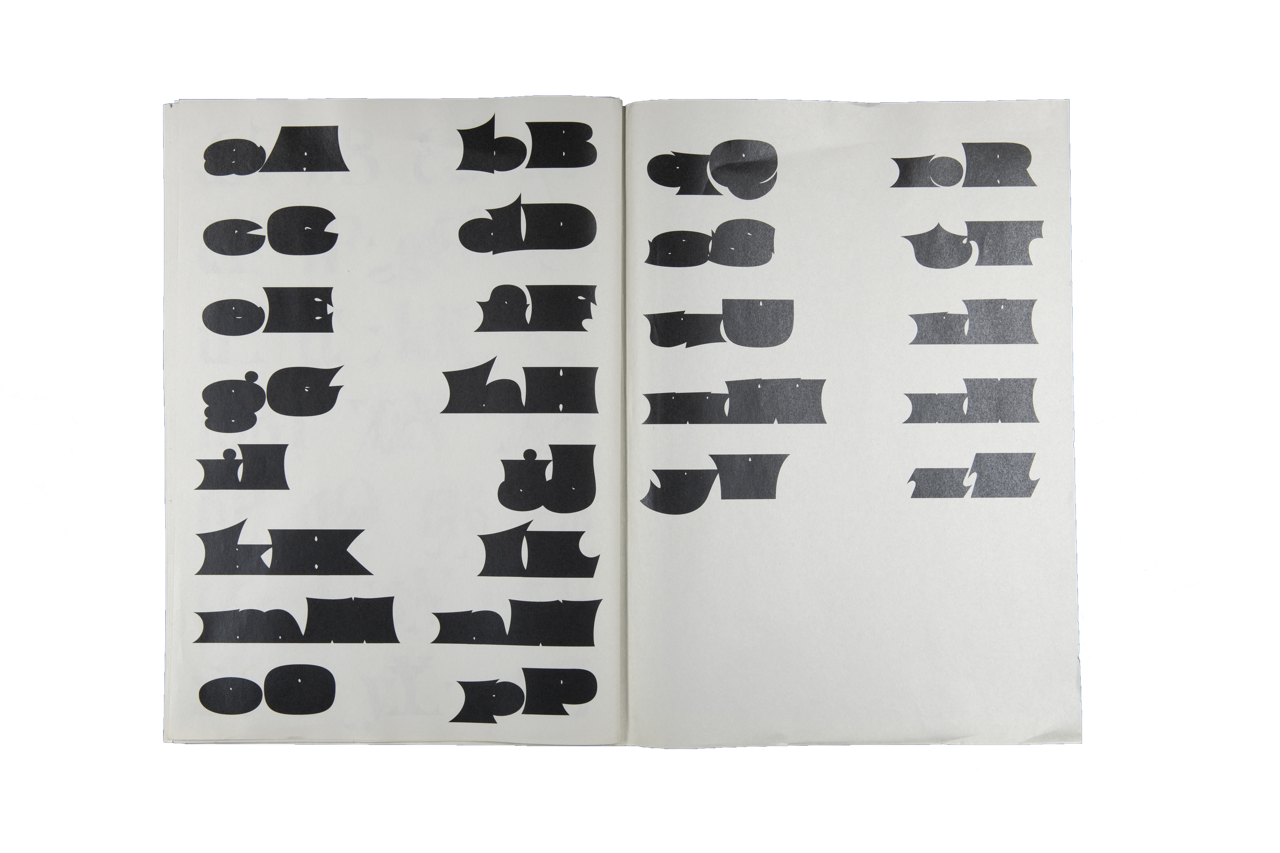 aA bB
cC dD
eE fF
gG hH
iI jJ
kK lL
mM nN
oO pP
qQ rR
sS tT
uU vV
wW xX
yY zZ